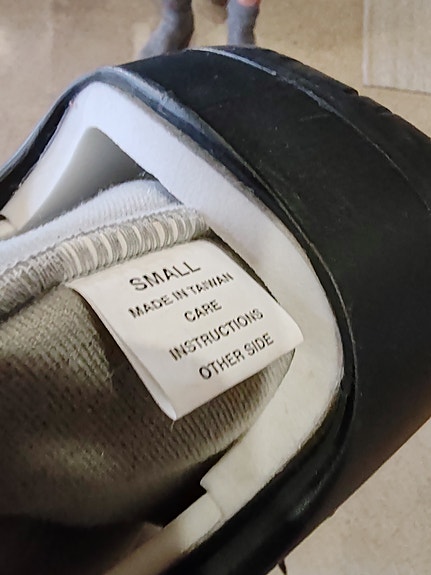 SMALL
MADE IN TAIWAN
CARE
INSTRUCTIONS
OTHER SIDE